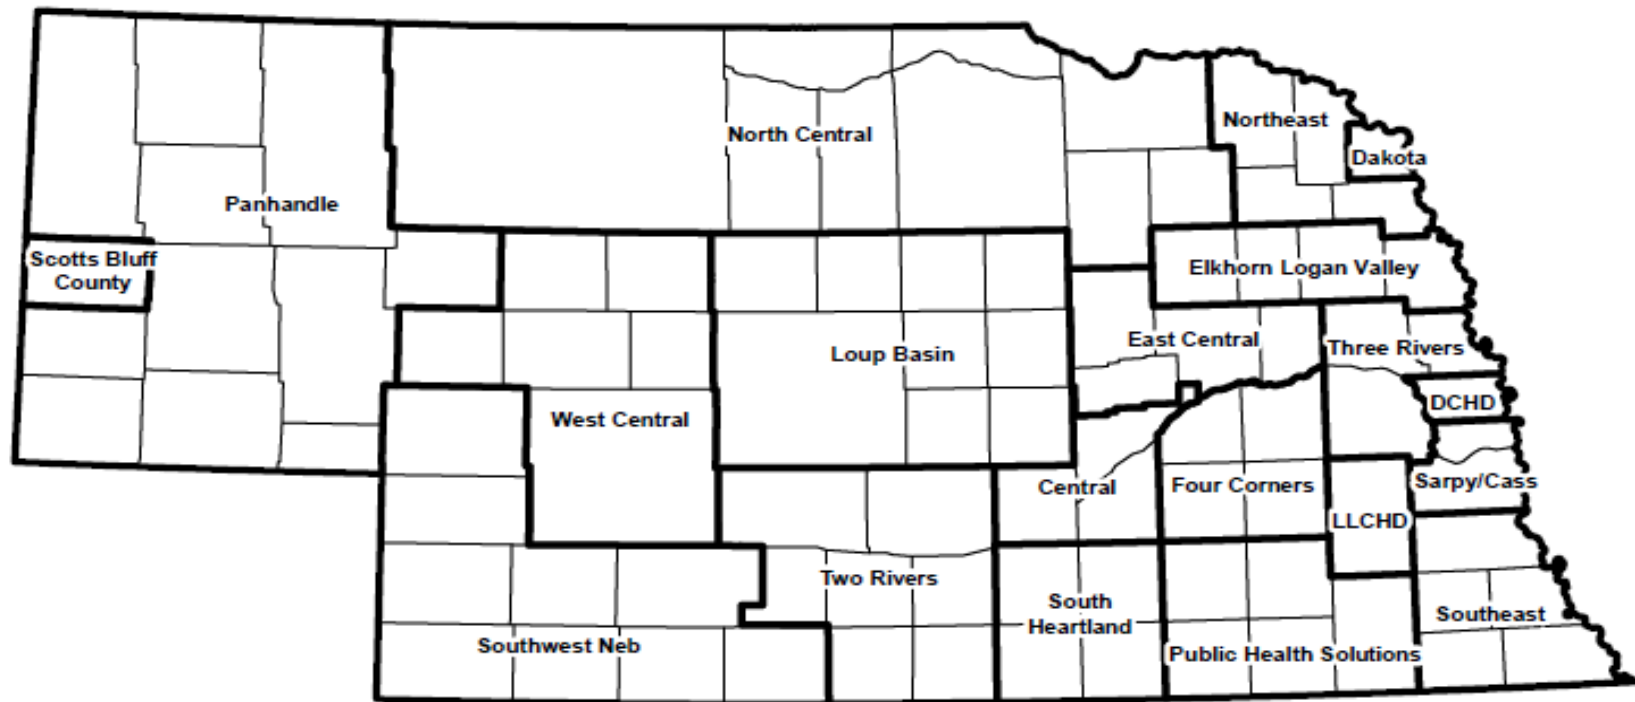 North Central
Northeast
Dakota
Panhandle
Scotts Bluff
County
Elkhorn Logan Valley
East Central
Three Rivers
Loup Basin
DCHD
West Central
Central
Four Corners
Sarpy/Cass
LLCHD
Two Rivers
South
Heartland
Southeast
Southwest Neb
Public Health Solutions